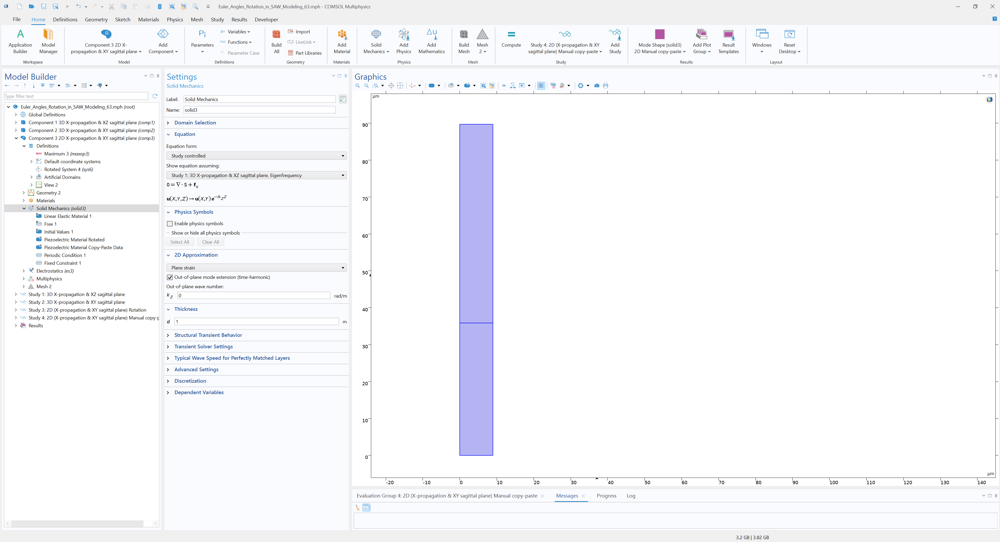 Euler_Angles_Rotation_in_SAW_Modeling_63.mph - COMSOL Multiphysics
File Home Definitions Geometry Sketch Materials Physics Mesh Study Results Developer
Application Builder
Model Manager
Workspace
Component 3 2D X-propagation & XY sagittal plane
Add Component
Model
Pi
Parameters
a= Variables
f(x) Functions
Pi Parameter Case
Definitions
Build All
Import
LiveLink
Part Libraries
Geometry
Add Material
Materials
Solid Mechanics
Add Physics
ΔU
Add Mathematics
Physics
Build Mesh
Mesh 2
Mesh
Compute
Study 4: 2D (X-propagation & XY sagittal plane) Manual copy-paste
Add Study
Study
Mode Shape (solid3) 2D Manual copy-paste
Add Plot Group
Result Templates
Results
Windows
Reset Desktop
Layout
Model Builder
Type filter text
Euler_Angles_Rotation_in_SAW_Modeling_63.mph (root)
Global Definitions
Component 1 3D X-propagation & XZ sagittal plane (comp1)
Component 2 3D X-propagation & XY sagittal plane (comp2)
Component 3 2D X-propagation & XY sagittal plane (comp3)
Definitions
MAX Maximum 3 (maxop3)
Default coordinate systems
Rotated System 4 (sys6)
Artificial Domains
View 2
Geometry 2
Materials
Solid Mechanics (solid3)
Linear Elastic Material 1
Free 1
Initial Values 1
Piezoelectric Material Rotated
Piezoelectric Material Copy-Paste Data
Periodic Condition 1
Fixed Constraint 1
Electrostatics (es3)
Multiphysics
Mesh 2
Study 1: 3D X-propagation & XZ sagittal plane
Study 2: 3D X-propagation & XY sagittal plane
Study 3: 2D (X-propagation & XY sagittal plane) Rotation
Study 4: 2D (X-propagation & XY sagittal plane) Manual copy-p
Results
Settings
Solid Mechanics
Label: Solid Mechanics
Name: solid3
Domain Selection
Equation
Equation form:
Study controlled
Show equation assuming:
Study 1: 3D X-propagation & XZ sagittal plane, Eigenfrequency
0 = ∇ · S + f_V
u(X,Y,Z) → u(X,Y)e^{-ik_Z Z}
Physics Symbols
Enable physics symbols
Show or hide all physics symbols
Select All Clear All
2D Approximation
Plane strain
Out-of-plane mode extension (time-harmonic)
Out-of-plane wave number:
k_Z 0 rad/m
Thickness
d 1 m
Structural Transient Behavior
Transient Solver Settings
Typical Wave Speed for Perfectly Matched Layers
Advanced Settings
Discretization
Dependent Variables
Graphics
µm
90
80
70
60
50
40
30
20
10
0
µm
-20 -10 0 10 20 30 40 50 60 70 80 90 100 110 120 130 140
Evaluation Group 4: 2D (X-propagation & XY sagittal plane) Manual copy-paste Messages Progress Log
3.2 GB | 3.82 GB